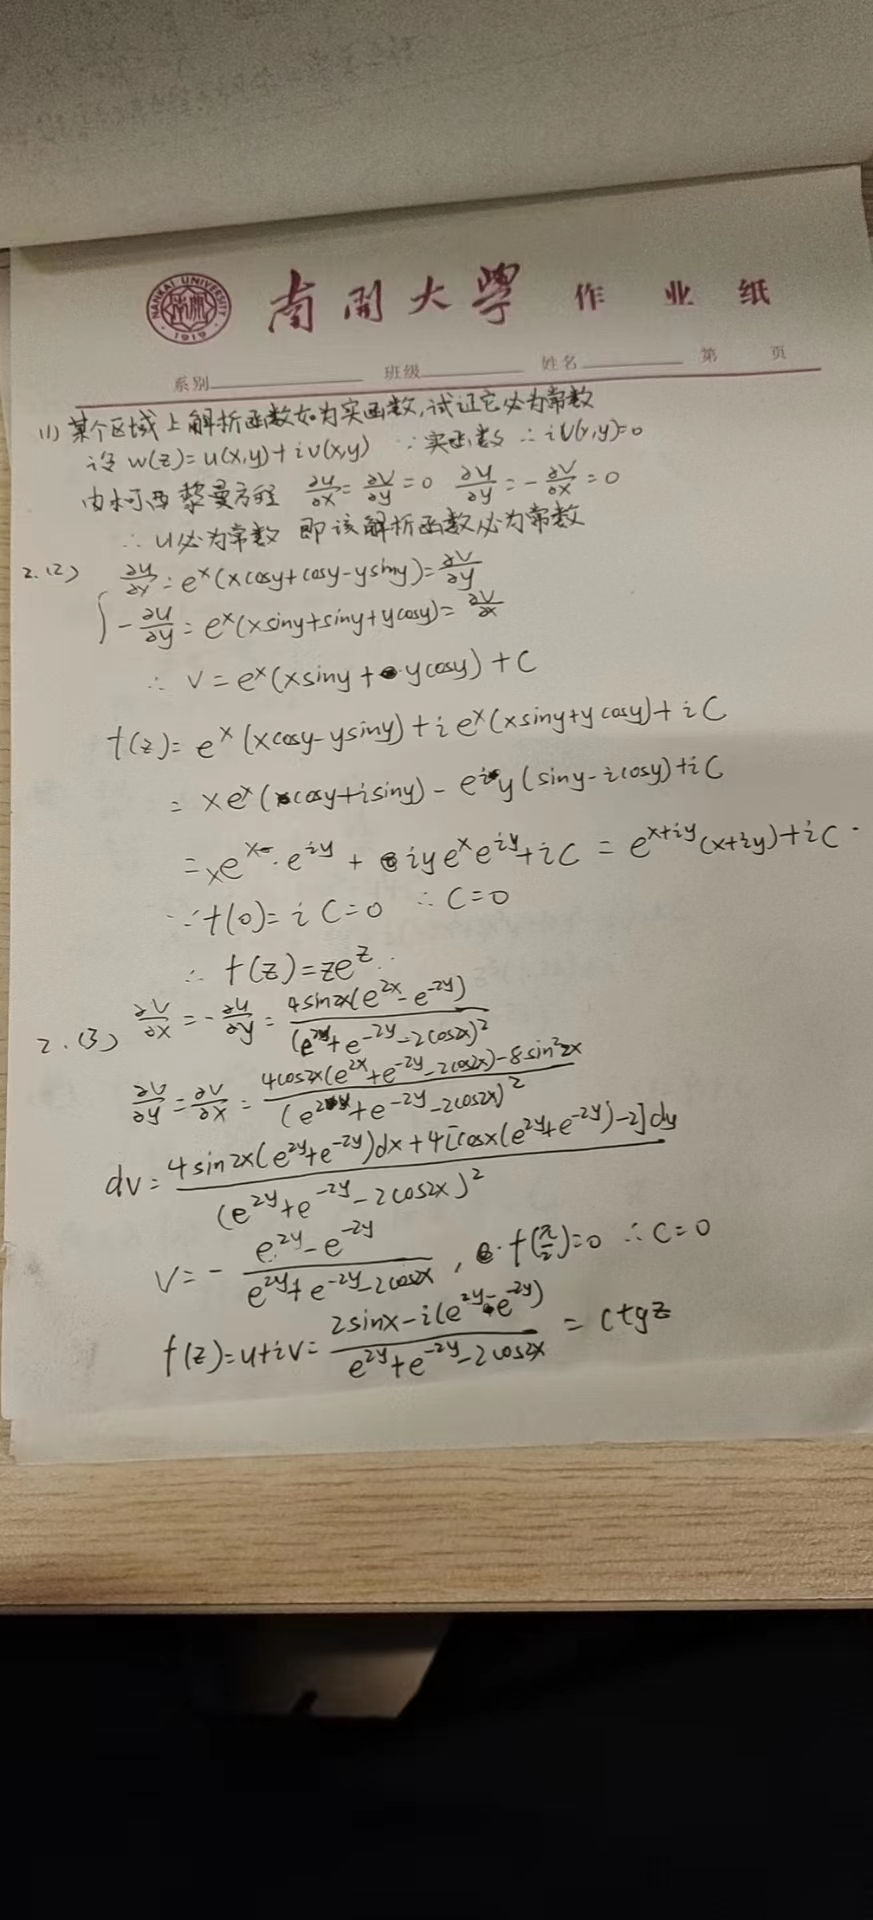 NANKAI UNIVERSITY
1919
南開大學 作业纸
系别 班级 姓名 第 页
(1) 某个区域上解析函数如为实函数,试证它必为常数
设 w(z)=u(x,y)+iv(x,y) ∵实函数 ∴iv(x,y)=0
由柯西黎曼方程 ∂u/∂x=∂v/∂y=0 ∂u/∂y=-∂v/∂x=0
∴ u必为常数 即该解析函数必为常数
2.(2) ∂u/∂x=e^x(xcosy+cosy-ysiny)=∂v/∂y
-∂u/∂y=e^x(xsiny+siny+ycosy)=∂v/∂x
∴ v=e^x(xsiny+ycosy)+C
f(z)=e^x(xcosy-ysiny)+ie^x(xsiny+ycosy)+iC
=xe^x(cosy+isiny)-e^y(siny-icosy)+iC
=xe^x·e^{iy}+iye^xe^{iy}+iC=e^{x+iy}(x+iy)+iC.
∵f(0)=iC=0 ∴C=0
∴ f(z)=ze^z.
2.(3) ∂v/∂x=-∂u/∂y=4sin2x(e^{2x}-e^{-2y})/(e^{2y}+e^{-2y}-2cos2x)^2
∂v/∂y=∂v/∂x=4cos2x(e^{2x}+e^{-2y}-2cos2x)-8sin^2 2x/(e^{2y}+e^{-2y}-2cos2x)^2
dv=4sin2x(e^{2y}+e^{-2y})dx+4[cosx(e^{2y}+e^{-2y})-2]dy/(e^{2y}+e^{-2y}-2cos2x)^2
v=-(e^{2y}-e^{-2y})/(e^{2y}+e^{-2y}-2cos2x), f(π/2)=0 ∴C=0
f(z)=u+iv=2sinx-i(e^{2y}-e^{-2y})/(e^{2y}+e^{-2y}-2cos2x)=ctgz